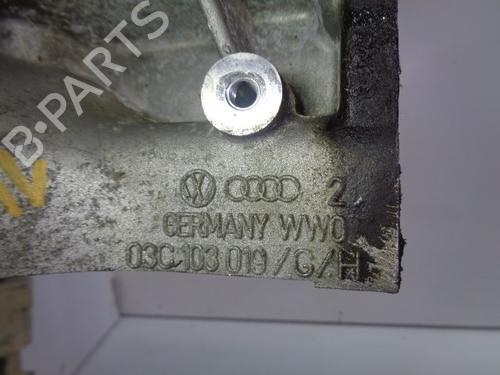 B-PARTS
2
GERMANY WWO
03C 103 019/G/H